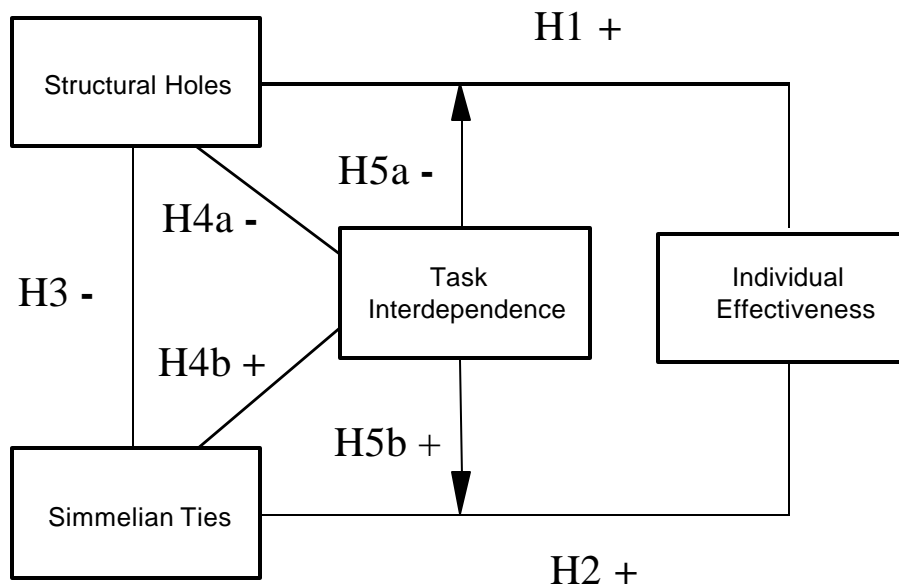 H1 +
Structural Holes
H5a -
H4a -
Task
Interdependence
Individual
Effectiveness
H3 -
H4b +
H5b +
Simmelian Ties
H2 +